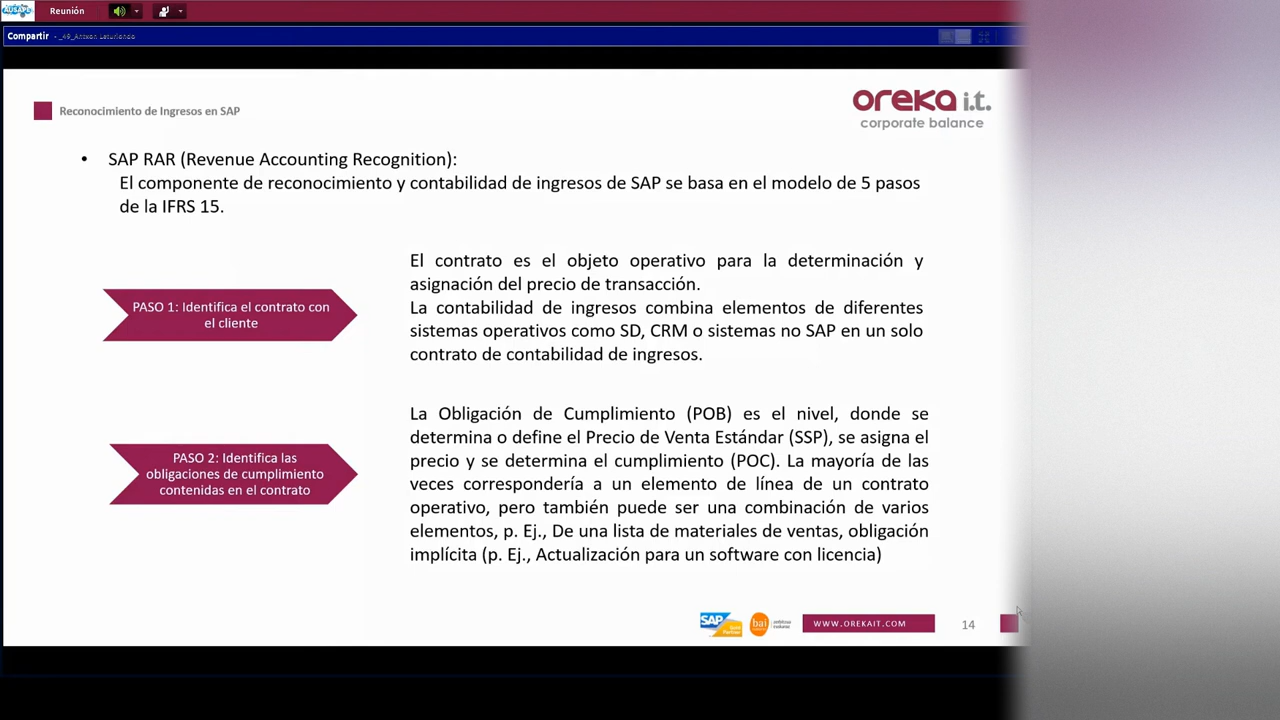 Reunión
Compartir - _49_Antxon Leturiondo
Reconocimiento de Ingresos en SAP
oreka i.t.
corporate balance
• SAP RAR (Revenue Accounting Recognition):
El componente de reconocimiento y contabilidad de ingresos de SAP se basa en el modelo de 5 pasos
de la IFRS 15.
PASO 1: Identifica el contrato con
el cliente
El contrato es el objeto operativo para la determinación y
asignación del precio de transacción.
La contabilidad de ingresos combina elementos de diferentes
sistemas operativos como SD, CRM o sistemas no SAP en un solo
contrato de contabilidad de ingresos.
PASO 2: Identifica las
obligaciones de cumplimiento
contenidas en el contrato
La Obligación de Cumplimiento (POB) es el nivel, donde se
determina o define el Precio de Venta Estándar (SSP), se asigna el
precio y se determina el cumplimiento (POC). La mayoría de las
veces correspondería a un elemento de línea de un contrato
operativo, pero también puede ser una combinación de varios
elementos, p. Ej., De una lista de materiales de ventas, obligación
implícita (p. Ej., Actualización para un software con licencia)
SAP
bai
WWW.OREKAIT.COM
14